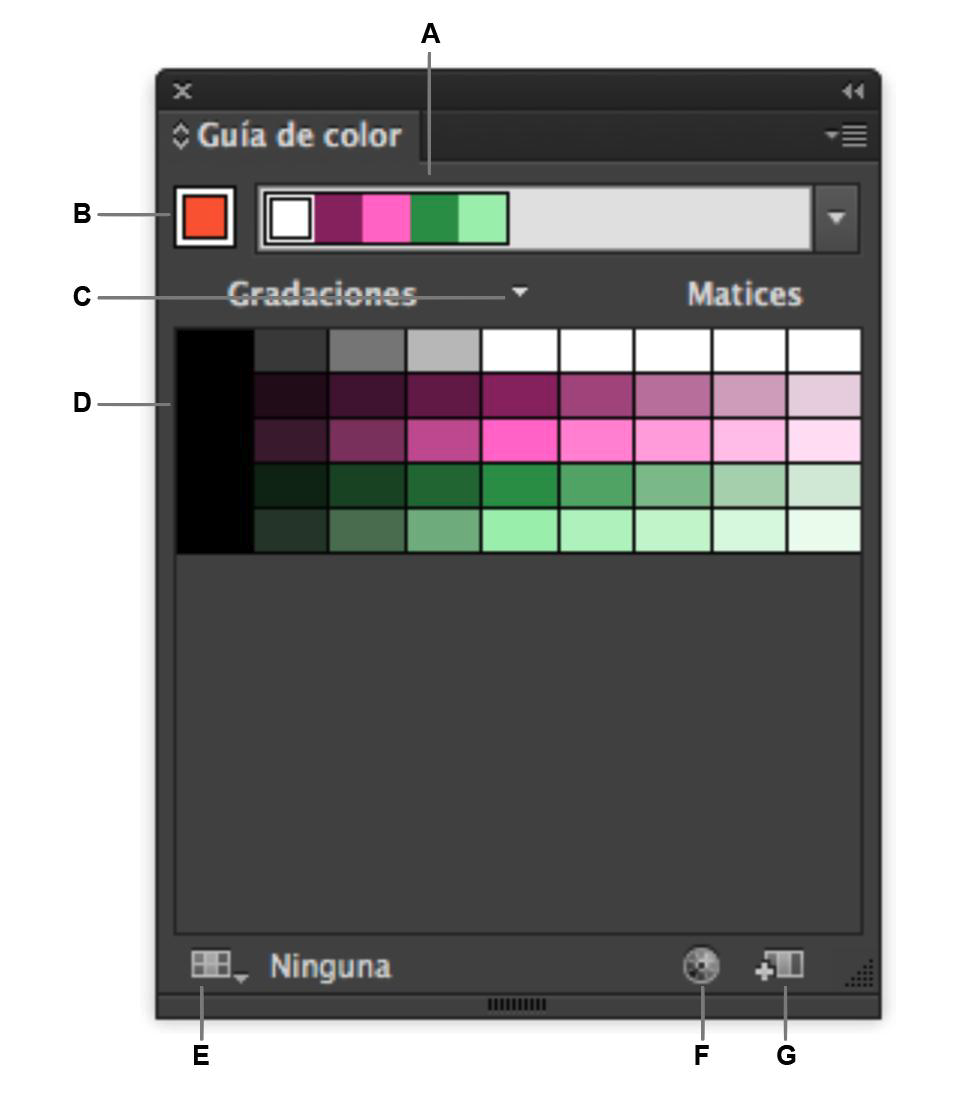 A
Guía de color
B
C
Gradaciones Matices
D
Ninguna
E F G